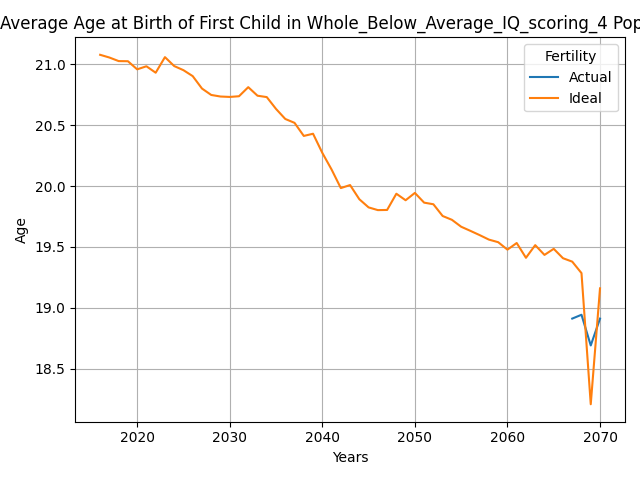 Average Age at Birth of First Child in Whole_Below_Average_IQ_scoring_4 Pop
Fertility
Actual
Ideal
21.0
20.5
20.0
19.5
19.0
18.5
Age
2020 2030 2040 2050 2060 2070
Years